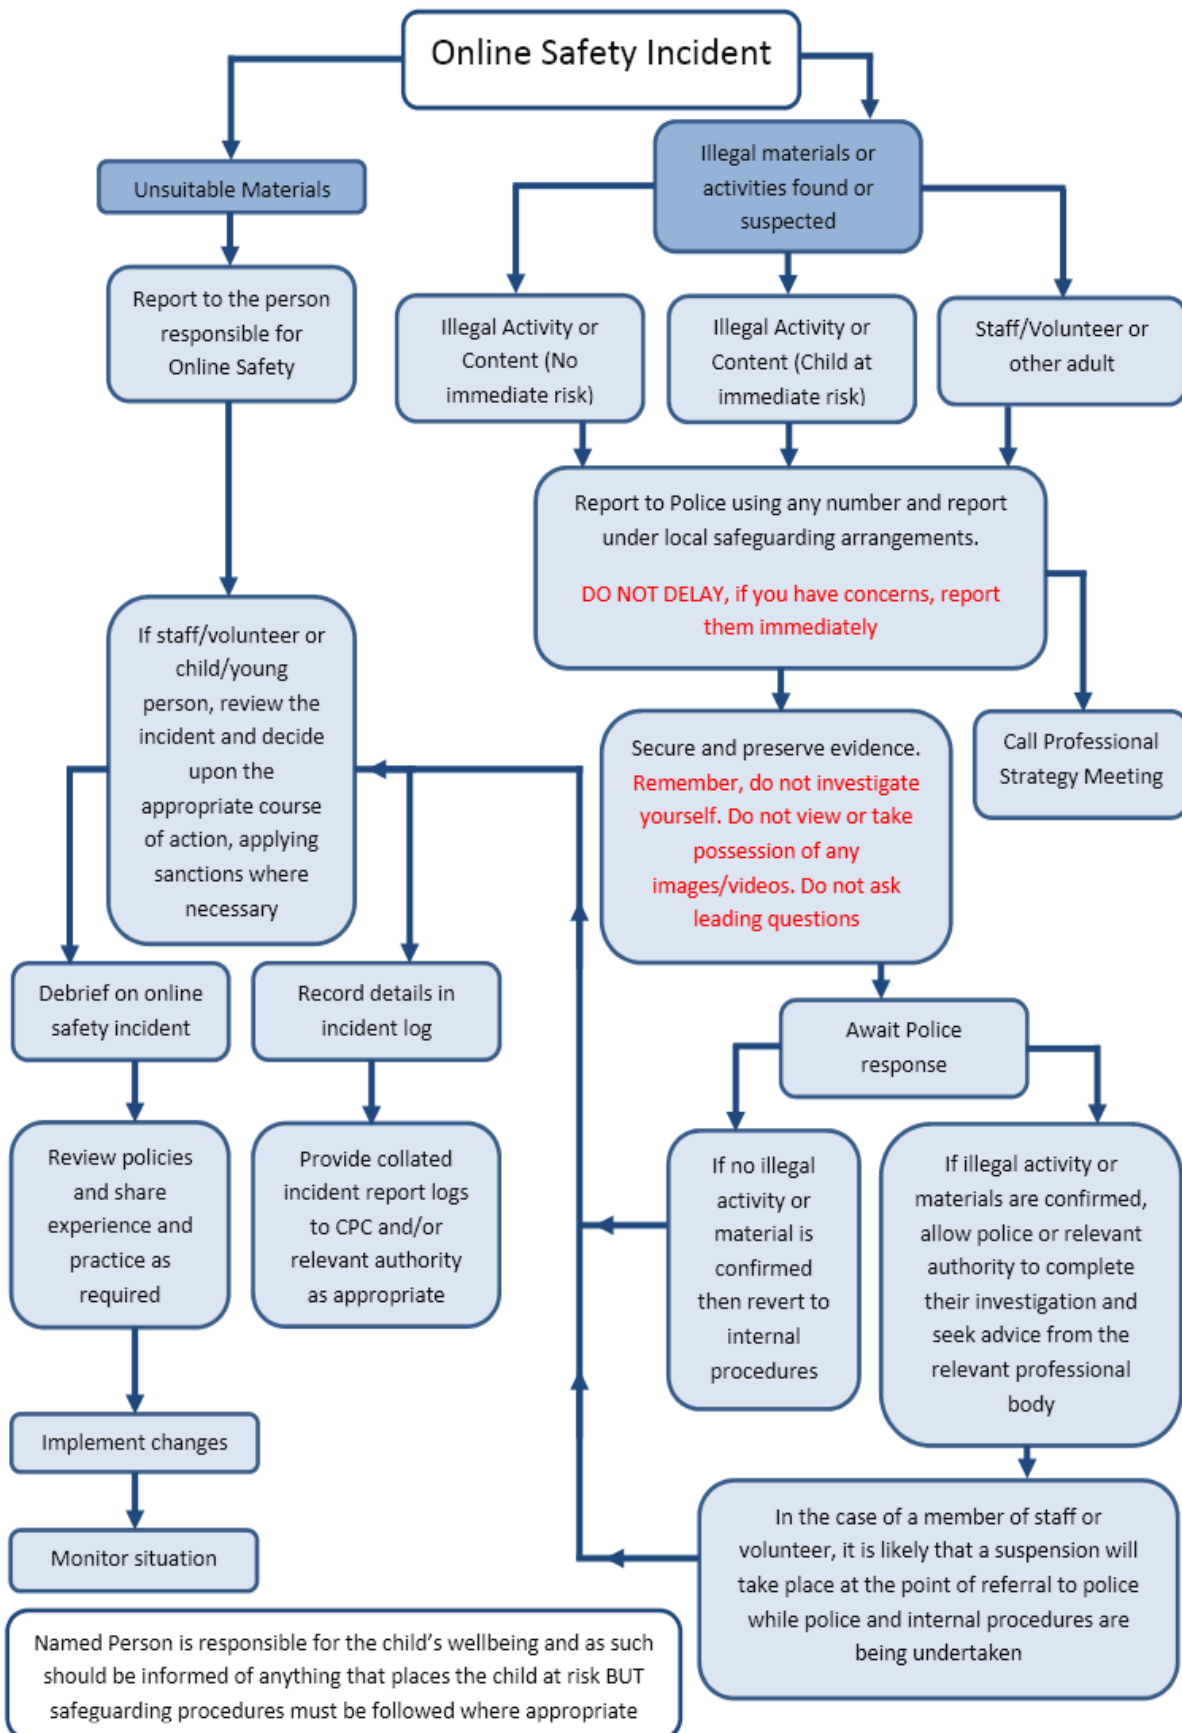 Online Safety Incident
Unsuitable Materials
Illegal materials or
activities found or
suspected
Report to the person
responsible for
Online Safety
Illegal Activity or
Content (No
immediate risk)
Illegal Activity or
Content (Child at
immediate risk)
Staff/Volunteer or
other adult
Report to Police using any number and report
under local safeguarding arrangements.
DO NOT DELAY, if you have concerns, report
them immediately
If staff/volunteer or
child/young
person, review the
incident and decide
upon the
appropriate course
of action, applying
sanctions where
necessary
Secure and preserve evidence.
Remember, do not investigate
yourself. Do not view or take
possession of any
images/videos. Do not ask
leading questions
Call Professional
Strategy Meeting
Debrief on online
safety incident
Record details in
incident log
Await Police
response
Review policies
and share
experience and
practice as
required
Provide collated
incident report logs
to CPC and/or
relevant authority
as appropriate
If no illegal
activity or
material is
confirmed
then revert to
internal
procedures
If illegal activity or
materials are confirmed,
allow police or relevant
authority to complete
their investigation and
seek advice from the
relevant professional
body
Implement changes
Monitor situation
In the case of a member of staff or
volunteer, it is likely that a suspension will
take place at the point of referral to police
while police and internal procedures are
being undertaken
Named Person is responsible for the child’s wellbeing and as such
should be informed of anything that places the child at risk BUT
safeguarding procedures must be followed where appropriate